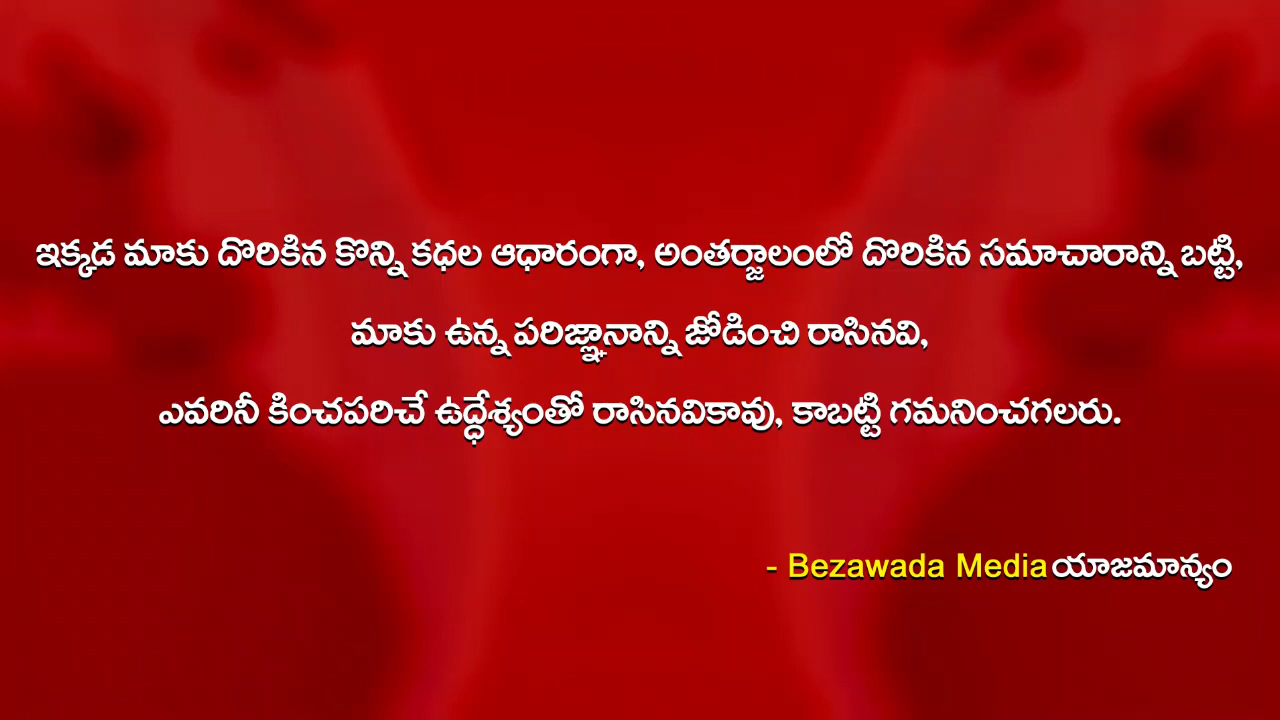 ఇక్కడ మాకు దొరికిన కొన్ని కధల ఆధారంగా, అంతర్జాలంలో దొరికిన సమాచారాన్ని బట్టి,
మాకు ఉన్న పరిజ్ఞానాన్ని జోడించి రాసినవి,
ఎవరినీ కించపరిచే ఉద్ధేశ్యంతో రాసినవికావు, కాబట్టి గమనించగలరు.
- Bezawada Media యాజమాన్యం